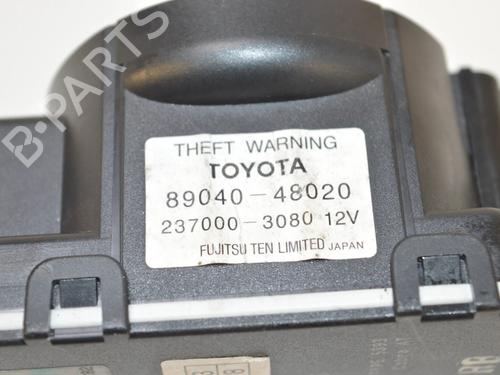 B-PARTS
THEFT WARNING
TOYOTA
89040-48020
237000-3080 12V
FUJITSU TEN LIMITED JAPAN